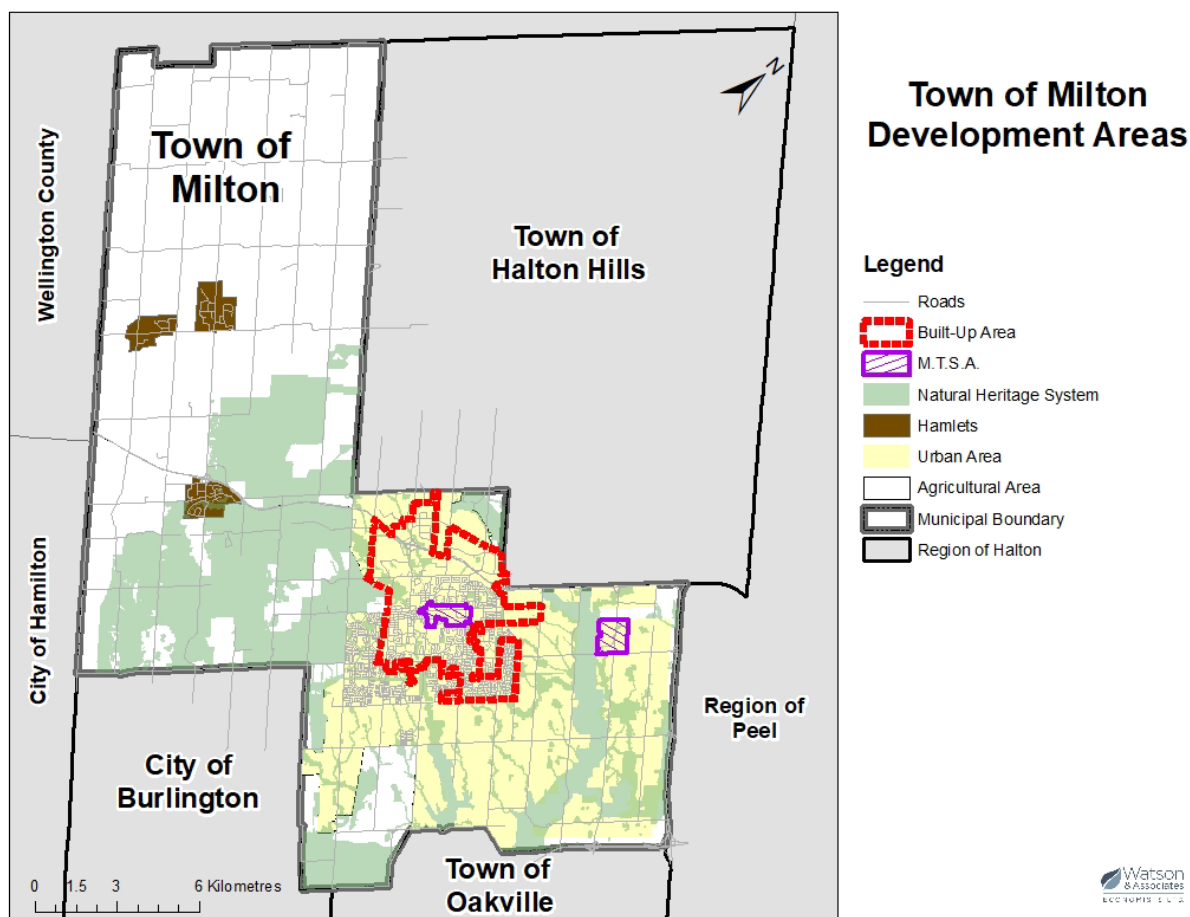 Town of Milton
Development Areas
N
Town of
Milton
Wellington County
Town of
Halton Hills
Legend
Roads
Built-Up Area
M.T.S.A.
Natural Heritage System
Hamlets
Urban Area
Agricultural Area
Municipal Boundary
Region of Halton
City of Hamilton
Region of
Peel
City of
Burlington
Town of
Oakville
0 1.5 3 6 Kilometres
Watson
& Associates
ECONOMISTS LTD.